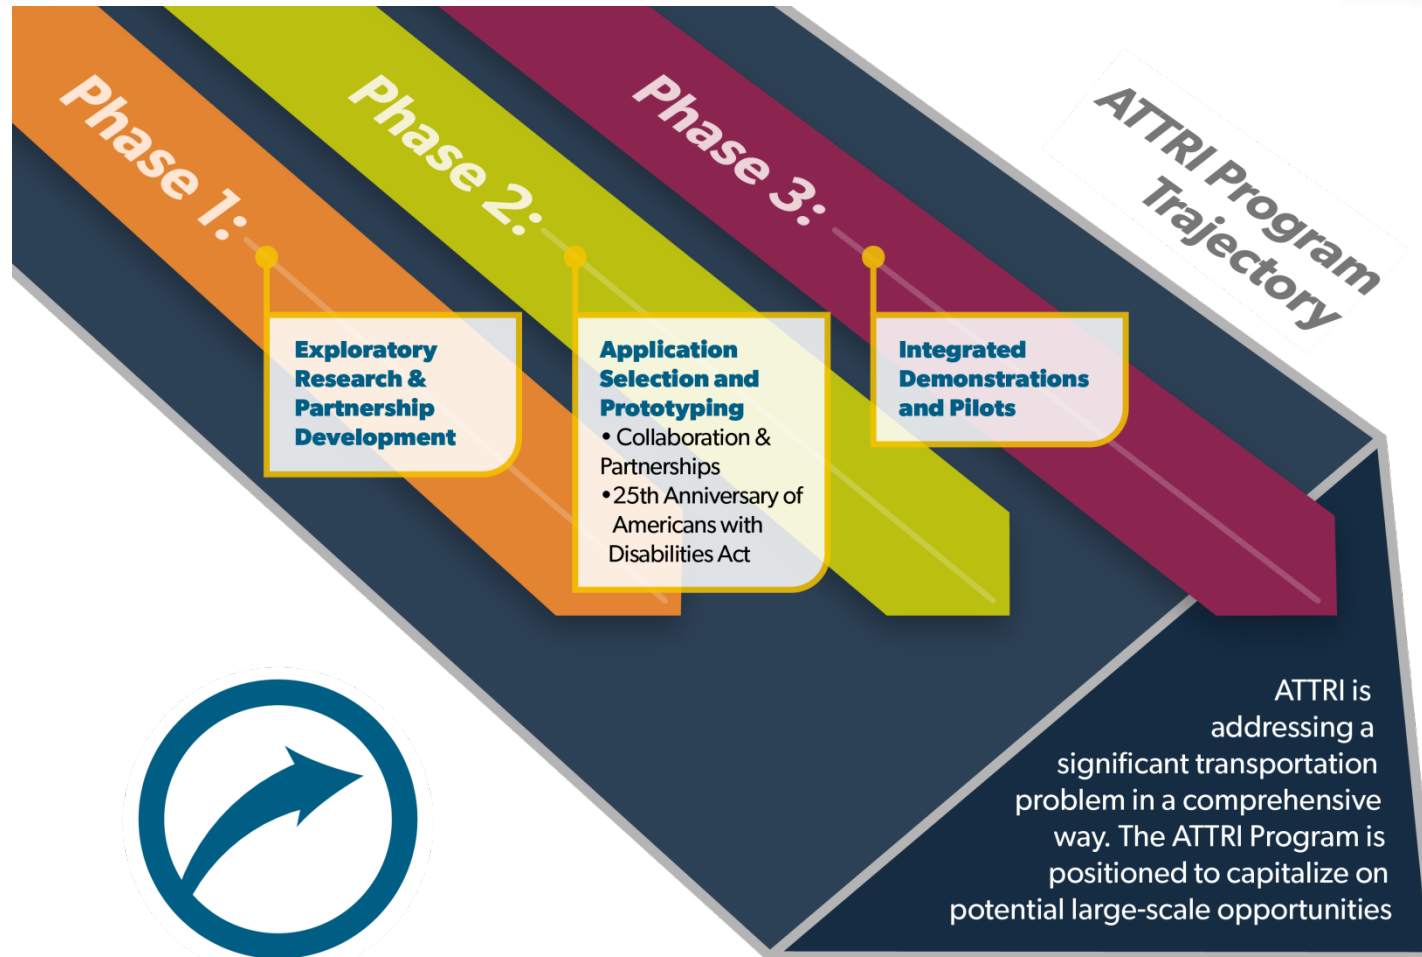 ATTRI Program
Trajectory
Phase 1:
Exploratory
Research &
Partnership
Development
Phase 2:
Application
Selection and
Prototyping
• Collaboration &
Partnerships
•25th Anniversary of
Americans with
Disabilities Act
Phase 3:
Integrated
Demonstrations
and Pilots
ATTRI is
addressing a
significant transportation
problem in a comprehensive
way. The ATTRI Program is
positioned to capitalize on
potential large-scale opportunities